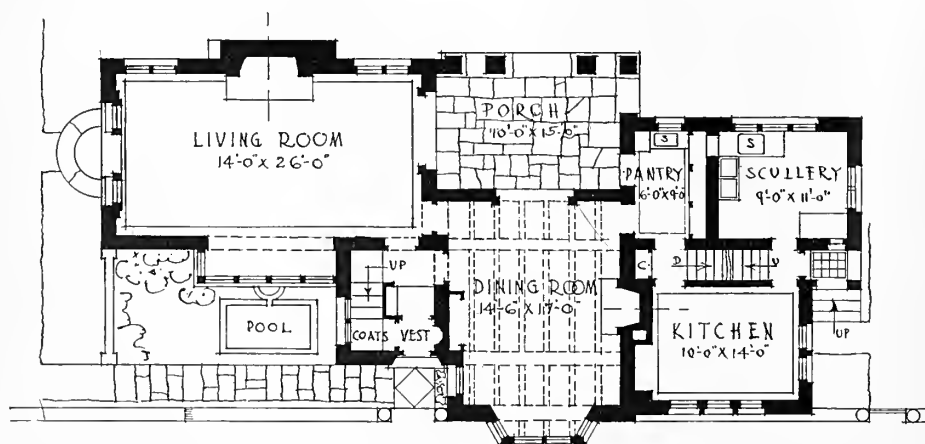 PORCH
10'-0" X 15'-0"
LIVING ROOM
14'-0" X 26'-0"
S
S
PANTRY
6'-0" X 9'-0"
SCULLERY
9'-0" X 11'-0"
UP
C.
D
U
DINING ROOM
14'-6" X 17'-0"
POOL
COATS
VEST
KITCHEN
10'-0" X 14'-0"
UP